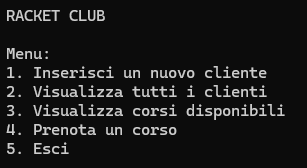 RACKET CLUB
Menu:
1. Inserisci un nuovo cliente
2. Visualizza tutti i clienti
3. Visualizza corsi disponibili
4. Prenota un corso
5. Esci